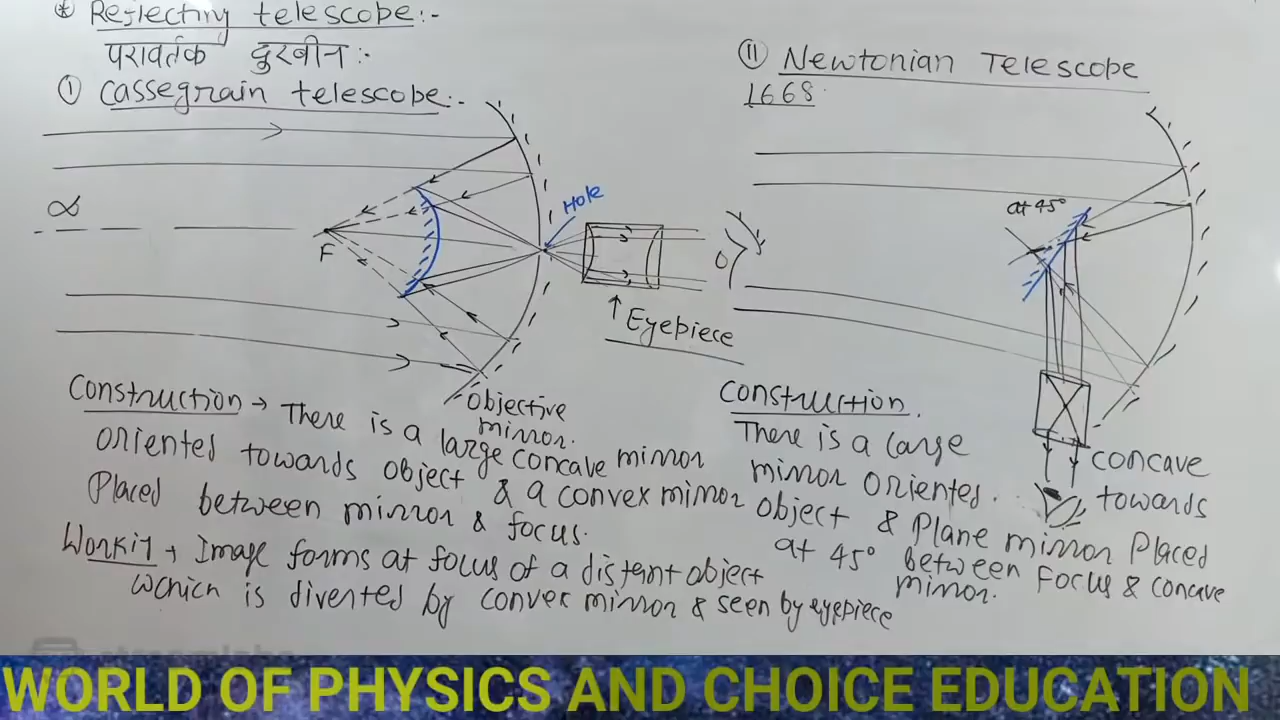 * Reflecting telescope:-
परावर्तक दुरबीन:-
① Cassegrain telescope:-
∝
F
Hole
Eyepiece
Objective
mirror.
Construction → There is a large concave mirror
oriented towards object & a convex mirror
Placed between mirror & focus.
Workin → Image forms at focus of a distent object
which is diverted by convex mirror & seen by eyepiece
② Newtonian Telescope
1668
at 45°
Construction.
There is a large concave
mirror oriented... towards
object & Plane mirror Placed
at 45° between Focus & concave
mirror.
WORLD OF PHYSICS AND CHOICE EDUCATION